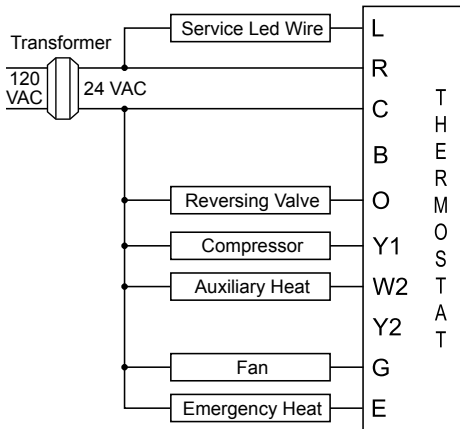 Service Led Wire L
Transformer
R
120
VAC
24 VAC
C
B
Reversing Valve O
Compressor Y1
Auxiliary Heat W2
Y2
Fan G
Emergency Heat E
THERMOSTAT